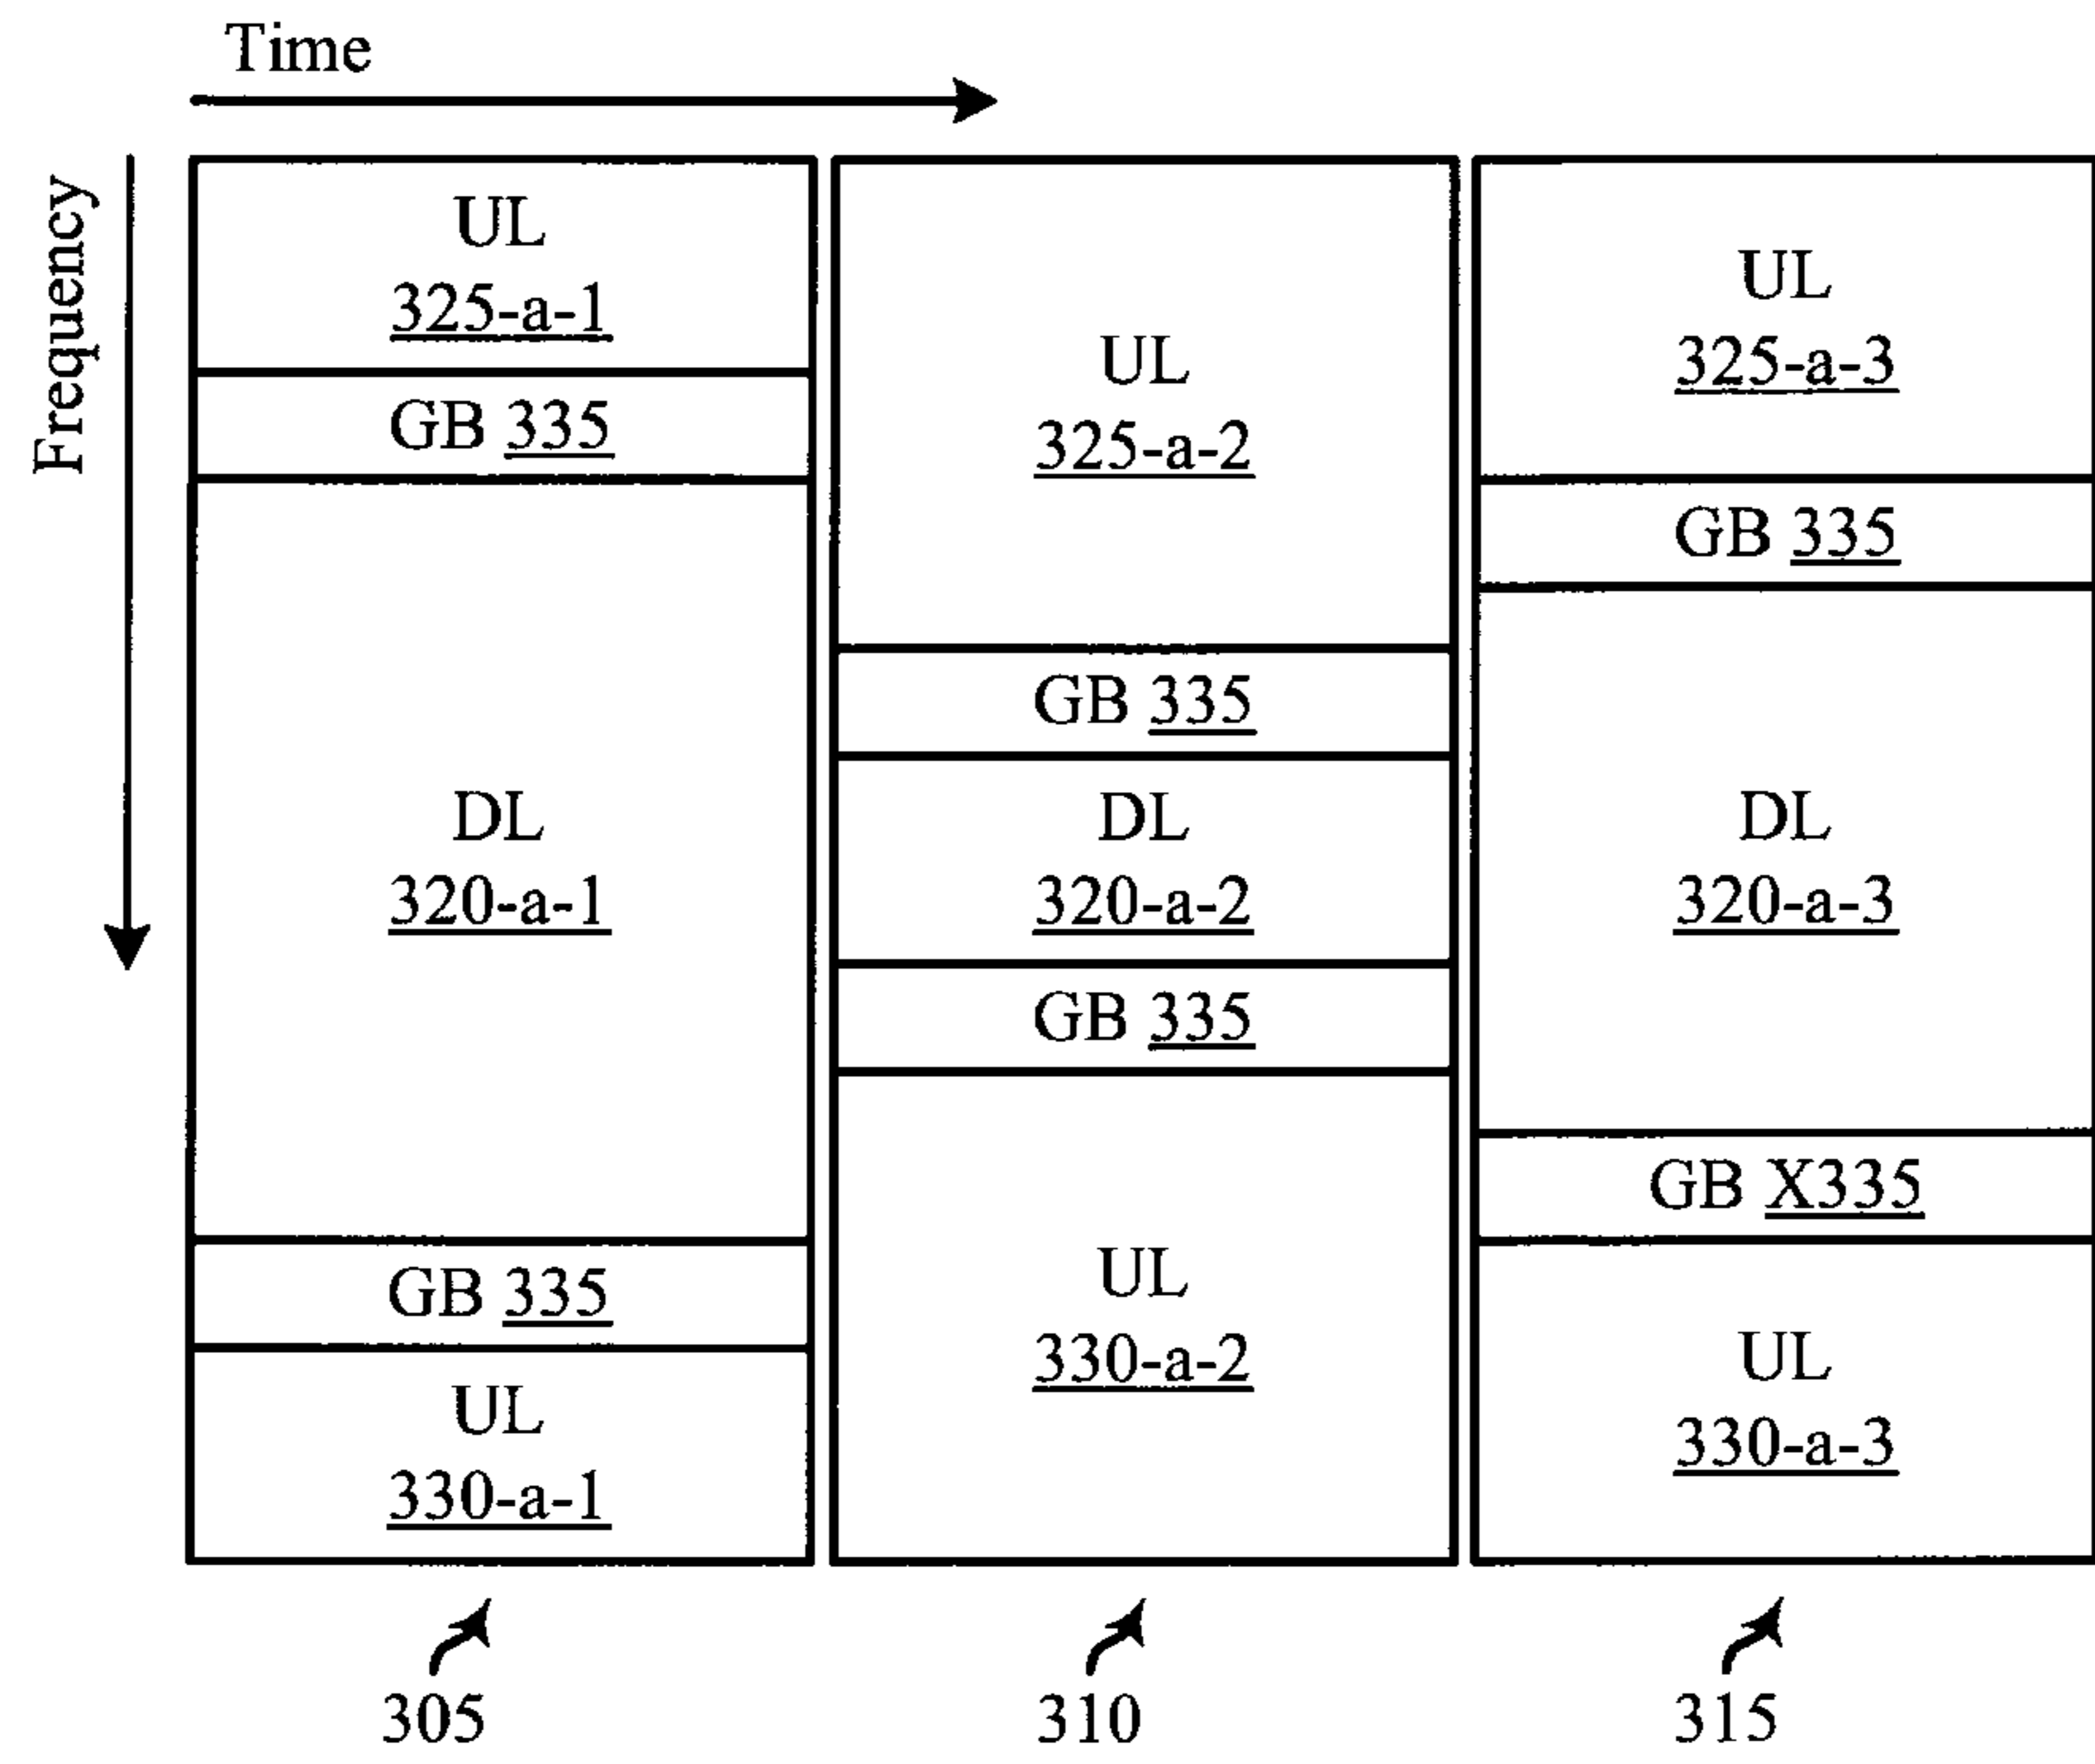 Time
Frequency
UL
325-a-1
GB 335
DL
320-a-1
GB 335
UL
330-a-1
305
UL
325-a-2
GB 335
DL
320-a-2
GB 335
UL
330-a-2
310
UL
325-a-3
GB 335
DL
320-a-3
GB X335
UL
330-a-3
315